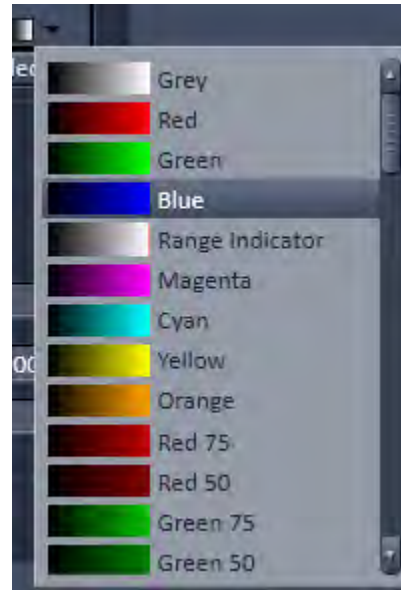 Grey
Red
Green
Blue
Range Indicator
Magenta
Cyan
Yellow
Orange
Red 75
Red 50
Green 75
Green 50